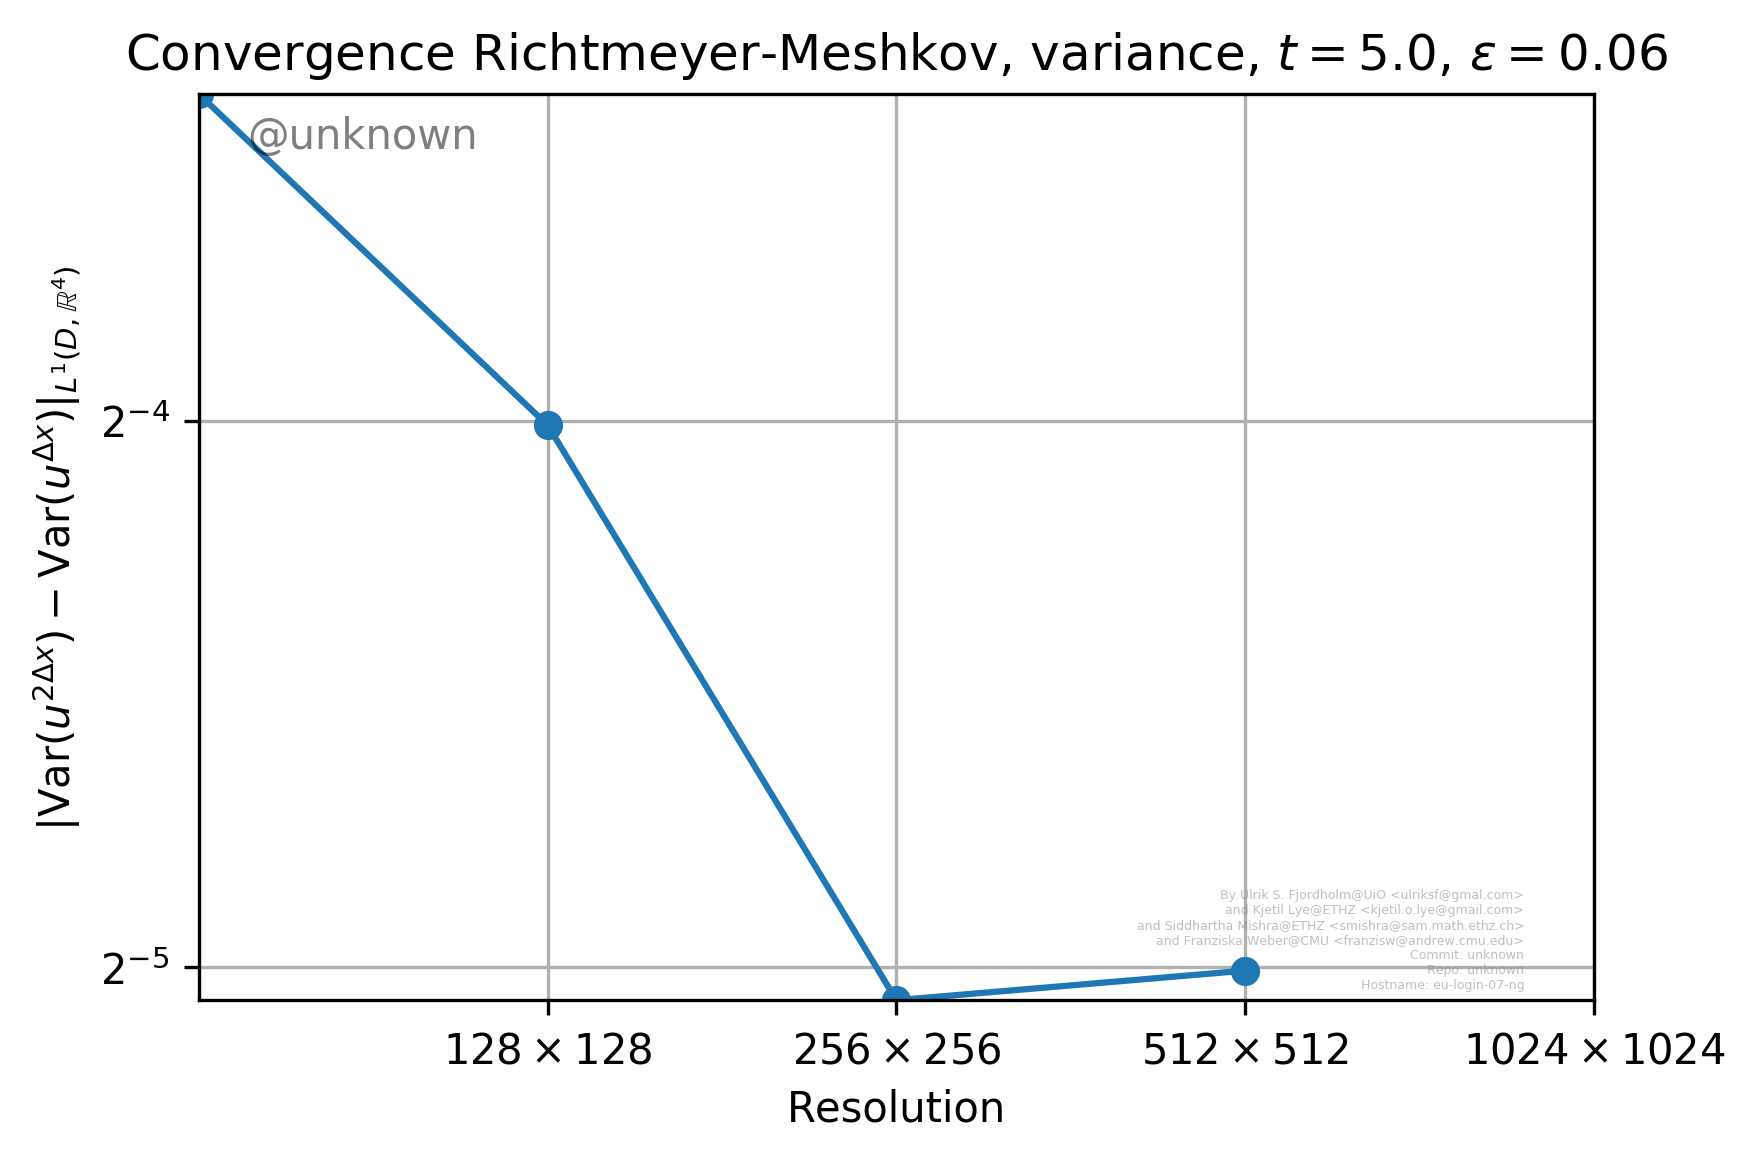 Convergence Richtmeyer-Meshkov, variance, t = 5.0, ε = 0.06
@unknown
|Var(u^{2Δx}) − Var(u^{Δx})|_{L^1(D, ℝ^4)}
2^{−4}
2^{−5}
By Ulrik S. Fjordholm@UiO <ulriksf@gmal.com>
and Kjetil Lye@ETHZ <kjetil.o.lye@gmail.com>
and Siddhartha Mishra@ETHZ <smishra@sam.math.ethz.ch>
and Franziska Weber@CMU <franzisw@andrew.cmu.edu>
Commit: unknown
Repo: unknown
Hostname: eu-login-07-ng
128 × 128 256 × 256 512 × 512 1024 × 1024
Resolution